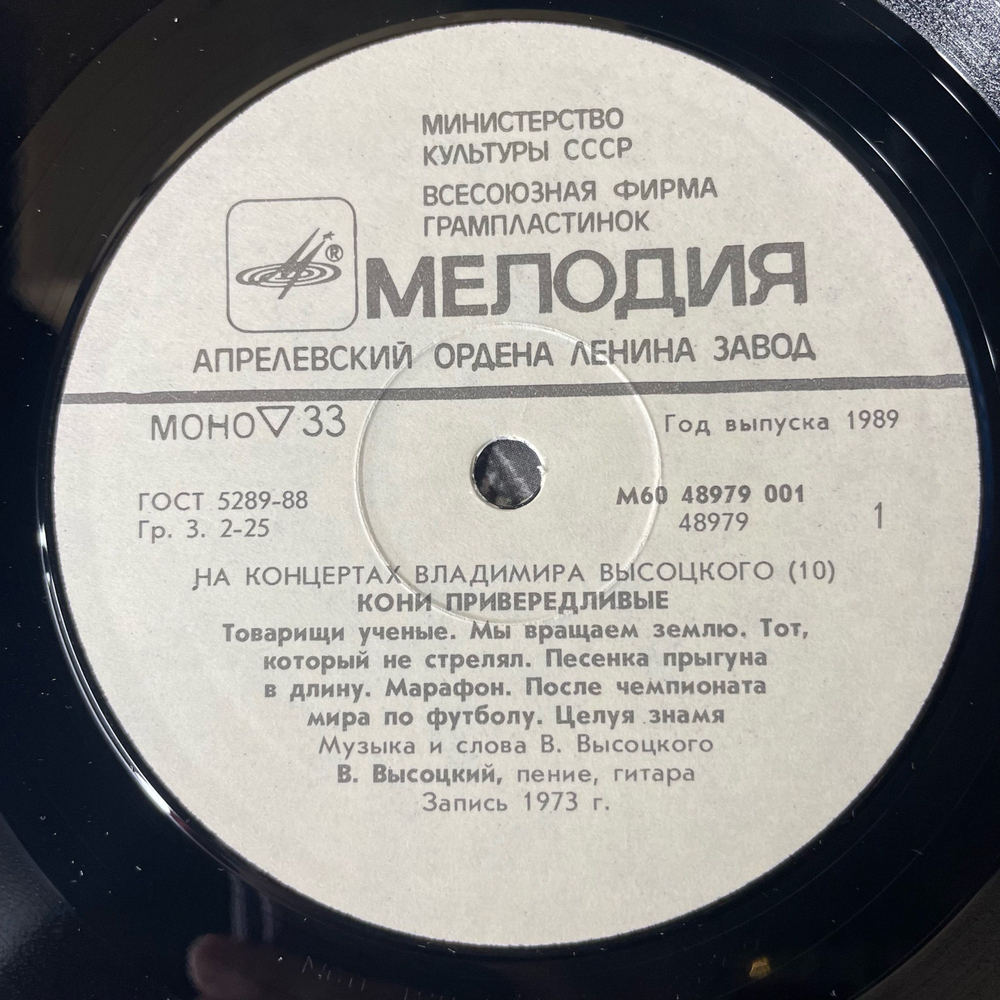 МИНИСТЕРСТВО
КУЛЬТУРЫ СССР
ВСЕСОЮЗНАЯ ФИРМА
ГРАМПЛАСТИНОК
®
МЕЛОДИЯ
АПРЕЛЕВСКИЙ ОРДЕНА ЛЕНИНА ЗАВОД
МОНО ▽ 33
Год выпуска 1989
ГОСТ 5289-88
Гр. 3. 2-25
М60 48979 001
48979
1
НА КОНЦЕРТАХ ВЛАДИМИРА ВЫСОЦКОГО (10)
КОНИ ПРИВЕРЕДЛИВЫЕ
Товарищи ученые. Мы вращаем землю. Тот,
который не стрелял. Песенка прыгуна
в длину. Марафон. После чемпионата
мира по футболу. Целуя знамя
Музыка и слова В. Высоцкого
В. Высоцкий, пение, гитара
Запись 1973 г.